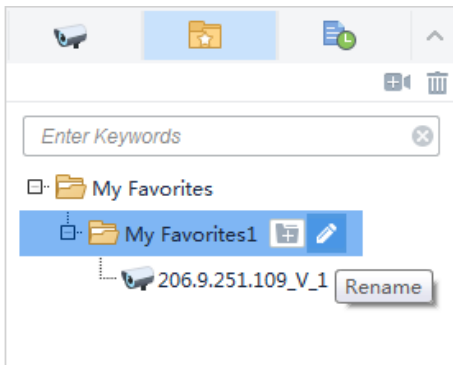 Enter Keywords
My Favorites
My Favorites1
206.9.251.109_V_1
Rename